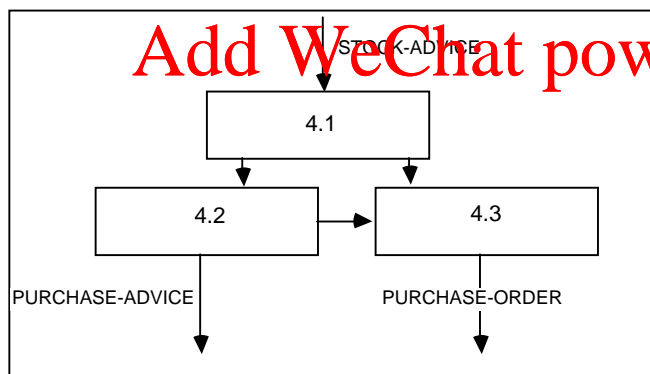 Add WeChat pow
STOCK-ADVICE
4.1
4.2
4.3
PURCHASE-ADVICE
PURCHASE-ORDER